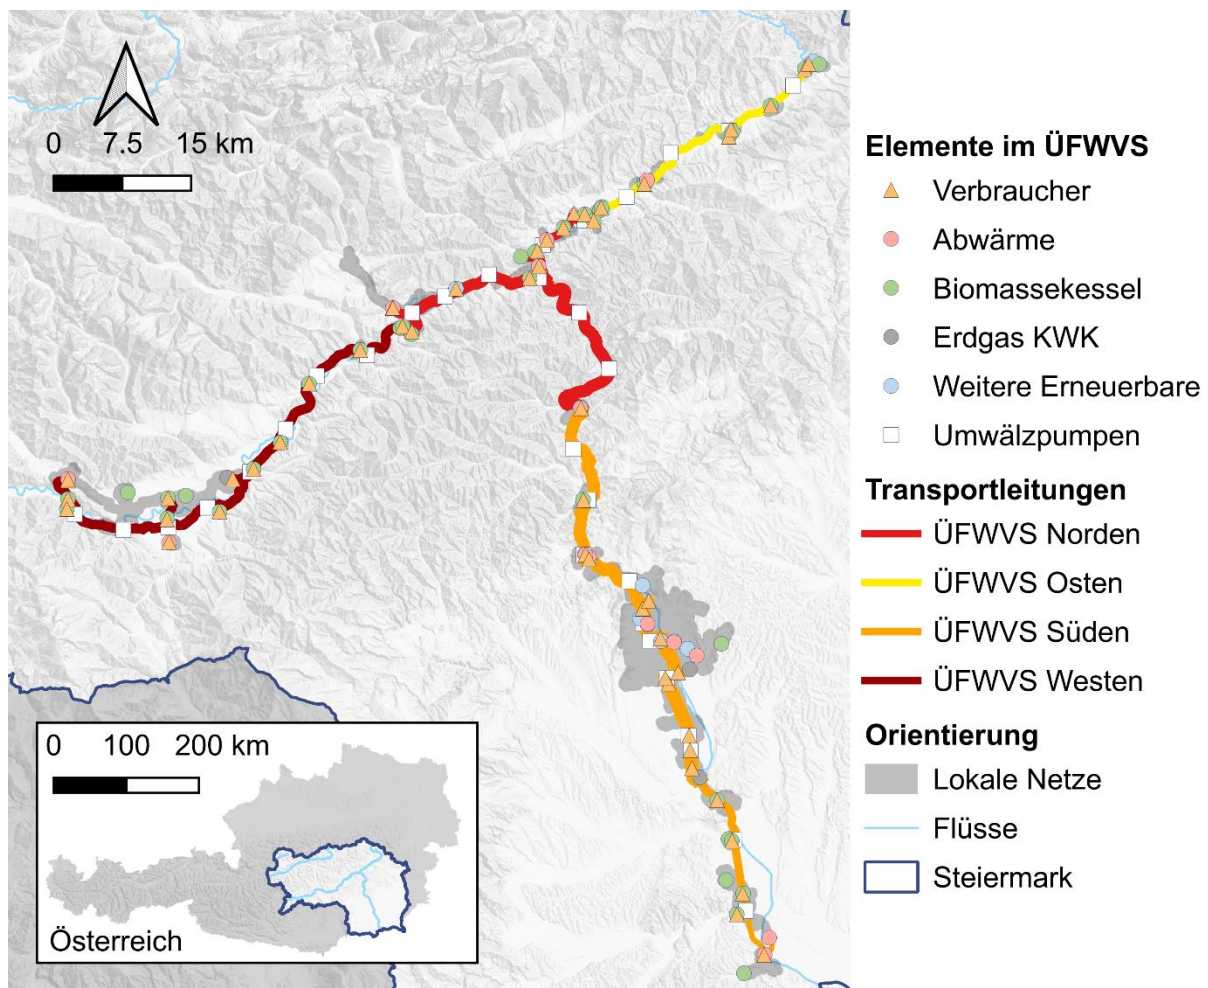 0 7.5 15 km
0 100 200 km
Österreich
Elemente im ÜFWVS
Verbraucher
Abwärme
Biomassekessel
Erdgas KWK
Weitere Erneuerbare
Umwälzpumpen
Transportleitungen
ÜFWVS Norden
ÜFWVS Osten
ÜFWVS Süden
ÜFWVS Westen
Orientierung
Lokale Netze
Flüsse
Steiermark